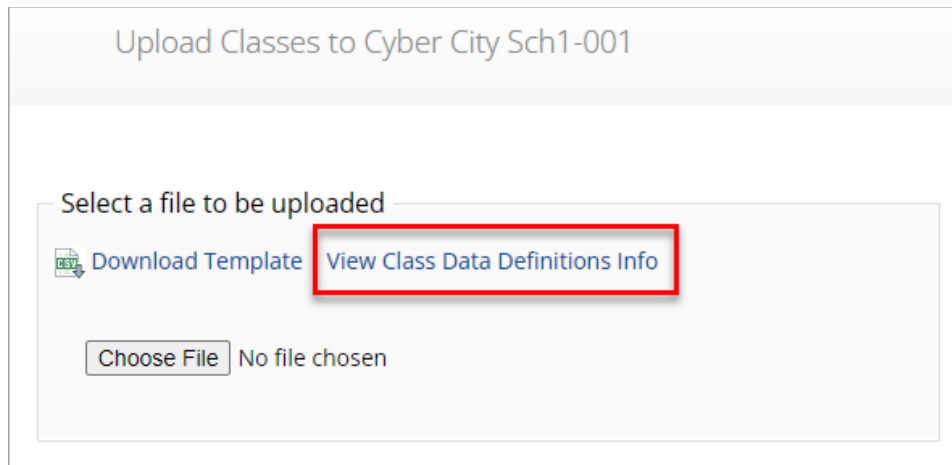 Upload Classes to Cyber City Sch1-001
Select a file to be uploaded
CSV Download Template View Class Data Definitions Info
Choose File No file chosen